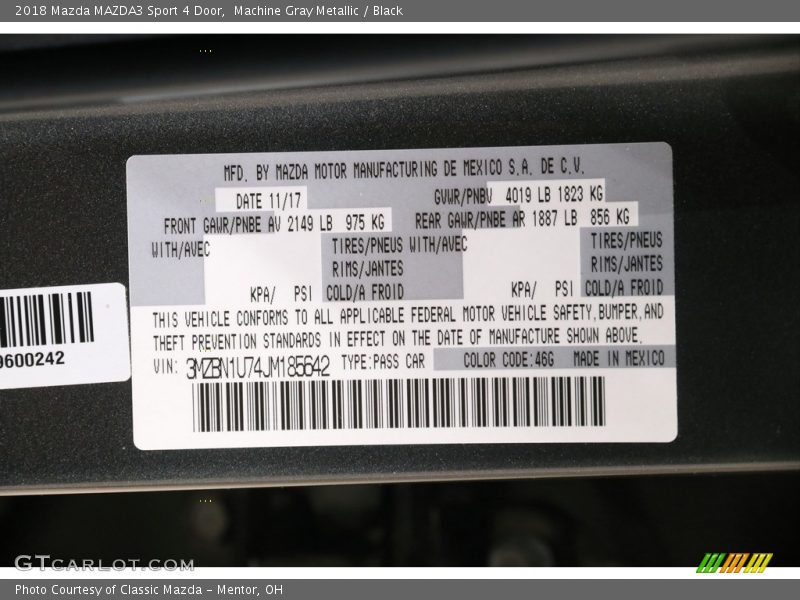 2018 Mazda MAZDA3 Sport 4 Door,  Machine Gray Metallic / Black
MFD. BY MAZDA MOTOR MANUFACTURING DE MEXICO S.A. DE C.V.
DATE 11/17 GVWR/PNBV 4019 LB 1823 KG
FRONT GAWR/PNBE AV 2149 LB 975 KG REAR GAWR/PNBE AR 1887 LB 856 KG
WITH/AVEC TIRES/PNEUS WITH/AVEC TIRES/PNEUS
RIMS/JANTES RIMS/JANTES
KPA/ PSI COLD/A FROID KPA/ PSI COLD/A FROID
THIS VEHICLE CONFORMS TO ALL APPLICABLE FEDERAL MOTOR VEHICLE SAFETY,BUMPER,AND
THEFT PREVENTION STANDARDS IN EFFECT ON THE DATE OF MANUFACTURE SHOWN ABOVE.
VIN: 3MZBN1U74JM185642 TYPE:PASS CAR COLOR CODE:46G MADE IN MEXICO
9600242
GTCARLOT.COM
Photo Courtesy of Classic Mazda - Mentor, OH